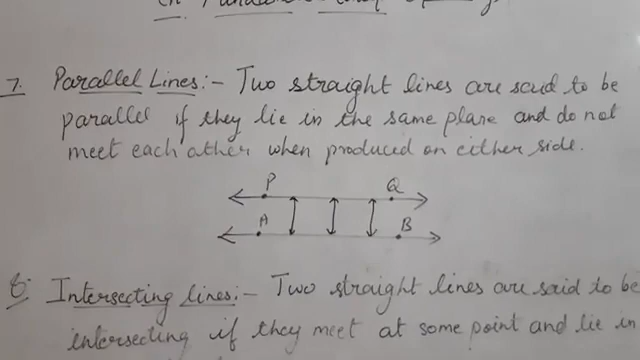 7. Parallel Lines:- Two straight lines are said to be
parallel if they lie in the same plane and do not
meet each other when produced on either side.
P Q
A B
8. Intersecting lines:- Two straight lines are said to be
intersecting if they meet at some point and lie in